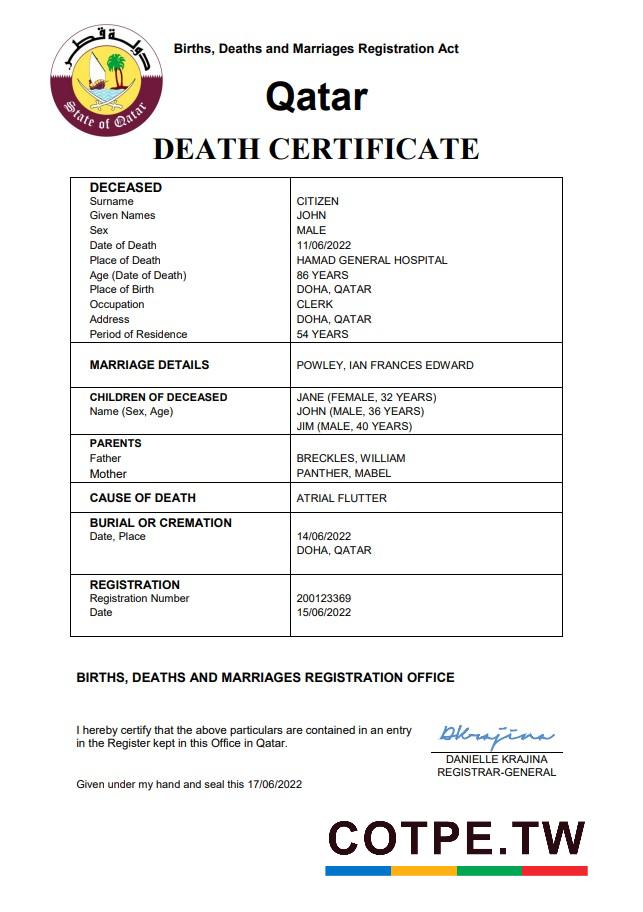 دولة قطر
State of Qatar
Births, Deaths and Marriages Registration Act
Qatar
DEATH CERTIFICATE
DECEASED
Surname CITIZEN
Given Names JOHN
Sex MALE
Date of Death 11/06/2022
Place of Death HAMAD GENERAL HOSPITAL
Age (Date of Death) 86 YEARS
Place of Birth DOHA, QATAR
Occupation CLERK
Address DOHA, QATAR
Period of Residence 54 YEARS
MARRIAGE DETAILS POWLEY, IAN FRANCES EDWARD
CHILDREN OF DECEASED JANE (FEMALE, 32 YEARS)
Name (Sex, Age) JOHN (MALE, 36 YEARS)
JIM (MALE, 40 YEARS)
PARENTS
Father BRECKLES, WILLIAM
Mother PANTHER, MABEL
CAUSE OF DEATH ATRIAL FLUTTER
BURIAL OR CREMATION
Date, Place 14/06/2022
DOHA, QATAR
REGISTRATION
Registration Number 200123369
Date 15/06/2022
BIRTHS, DEATHS AND MARRIAGES REGISTRATION OFFICE
I hereby certify that the above particulars are contained in an entry
in the Register kept in this Office in Qatar.
DKrajina
DANIELLE KRAJINA
REGISTRAR-GENERAL
Given under my hand and seal this 17/06/2022
COTPE.TW